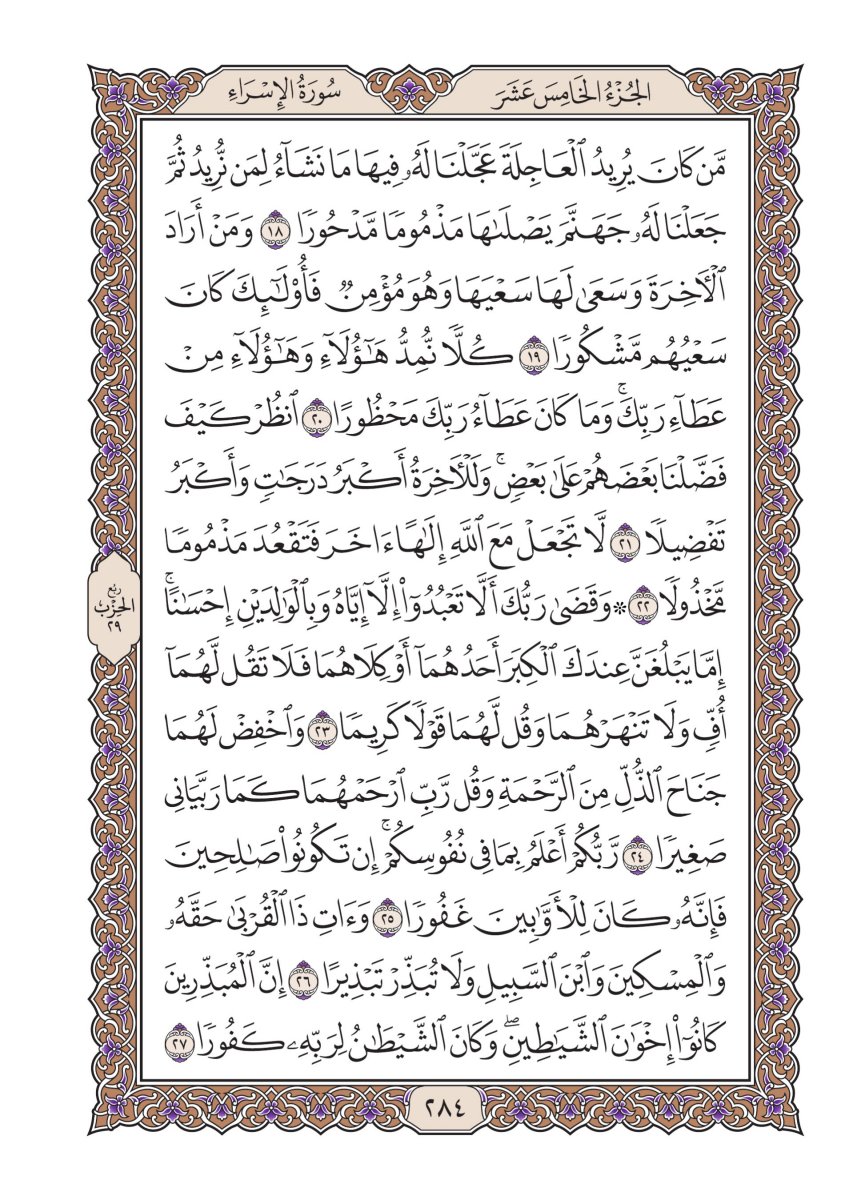 الجُزْءُ الخَامِسَ عَشَرَ
سُورَةُ الإِسْرَاءِ
مَّن كَانَ يُرِيدُ ٱلْعَاجِلَةَ عَجَّلْنَا لَهُۥ فِيهَا مَا نَشَآءُ لِمَن نُّرِيدُ ثُمَّ
جَعَلْنَا لَهُۥ جَهَنَّمَ يَصْلَىٰهَا مَذْمُومًا مَّدْحُورًا ١٨ وَمَنْ أَرَادَ
ٱلْأٓخِرَةَ وَسَعَىٰ لَهَا سَعْيَهَا وَهُوَ مُؤْمِنٌ فَأُو۟لَـٰٓئِكَ كَانَ
سَعْيُهُم مَّشْكُورًا ١٩ كُلًّا نُّمِدُّ هَـٰٓؤُلَآءِ وَهَـٰٓؤُلَآءِ مِنْ
عَطَآءِ رَبِّكَۚ وَمَا كَانَ عَطَآءُ رَبِّكَ مَحْظُورًا ٢٠ ٱنظُرْ كَيْفَ
فَضَّلْنَا بَعْضَهُمْ عَلَىٰ بَعْضٍۚ وَلَلْأٓخِرَةُ أَكْبَرُ دَرَجَـٰتٍ وَأَكْبَرُ
تَفْضِيلًا ٢١ لَّا تَجْعَلْ مَعَ ٱللَّهِ إِلَـٰهًا ءَاخَرَ فَتَقْعُدَ مَذْمُومًا
مَّخْذُولًا ٢٢ ۞ وَقَضَىٰ رَبُّكَ أَلَّا تَعْبُدُوٓا۟ إِلَّآ إِيَّاهُ وَبِٱلْوَٰلِدَيْنِ إِحْسَـٰنًاۚ
رُبُع
الحِزْب
٢٩
إِمَّا يَبْلُغَنَّ عِندَكَ ٱلْكِبَرَ أَحَدُهُمَآ أَوْ كِلَاهُمَا فَلَا تَقُل لَّهُمَآ
أُفٍّ وَلَا تَنْهَرْهُمَا وَقُل لَّهُمَا قَوْلًا كَرِيمًا ٢٣ وَٱخْفِضْ لَهُمَا
جَنَاحَ ٱلذُّلِّ مِنَ ٱلرَّحْمَةِ وَقُل رَّبِّ ٱرْحَمْهُمَا كَمَا رَبَّيَانِى
صَغِيرًا ٢٤ رَّبُّكُمْ أَعْلَمُ بِمَا فِى نُفُوسِكُمْۚ إِن تَكُونُوا۟ صَـٰلِحِينَ
فَإِنَّهُۥ كَانَ لِلْأَوَّٰبِينَ غَفُورًا ٢٥ وَءَاتِ ذَا ٱلْقُرْبَىٰ حَقَّهُۥ
وَٱلْمِسْكِينَ وَٱبْنَ ٱلسَّبِيلِ وَلَا تُبَذِّرْ تَبْذِيرًا ٢٦ إِنَّ ٱلْمُبَذِّرِينَ
كَانُوٓا۟ إِخْوَٰنَ ٱلشَّيَـٰطِينِۖ وَكَانَ ٱلشَّيْطَـٰنُ لِرَبِّهِۦ كَفُورًا ٢٧
٢٨٤